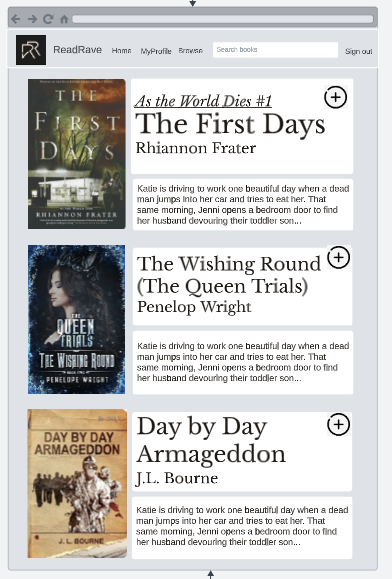 ReadRave
Home MyProfile Browse
Search books
Sign out
THE
FIRST
DAYS
RHIANNON FRATER
As the World Dies #1
The First Days
Rhiannon Frater
Katie is driving to work one beautiful day when a dead
man jumps into her car and tries to eat her. That
same morning, Jenni opens a bedroom door to find
her husband devouring their toddler son...
THE
QUEEN
TRIALS
THE WISHING ROUND
PENELOPE WRIGHT
The Wishing Round
(The Queen Trials)
Penelop Wright
Katie is driving to work one beautiful day when a dead
man jumps into her car and tries to eat her. That
same morning, Jenni opens a bedroom door to find
her husband devouring their toddler son...
DAY BY DAY
ARMAGEDDON
J. L. BOURNE
Day by Day
Armageddon
J.L. Bourne
Katie is driving to work one beautiful day when a dead
man jumps into her car and tries to eat her. That
same morning, Jenni opens a bedroom door to find
her husband devouring their toddler son...